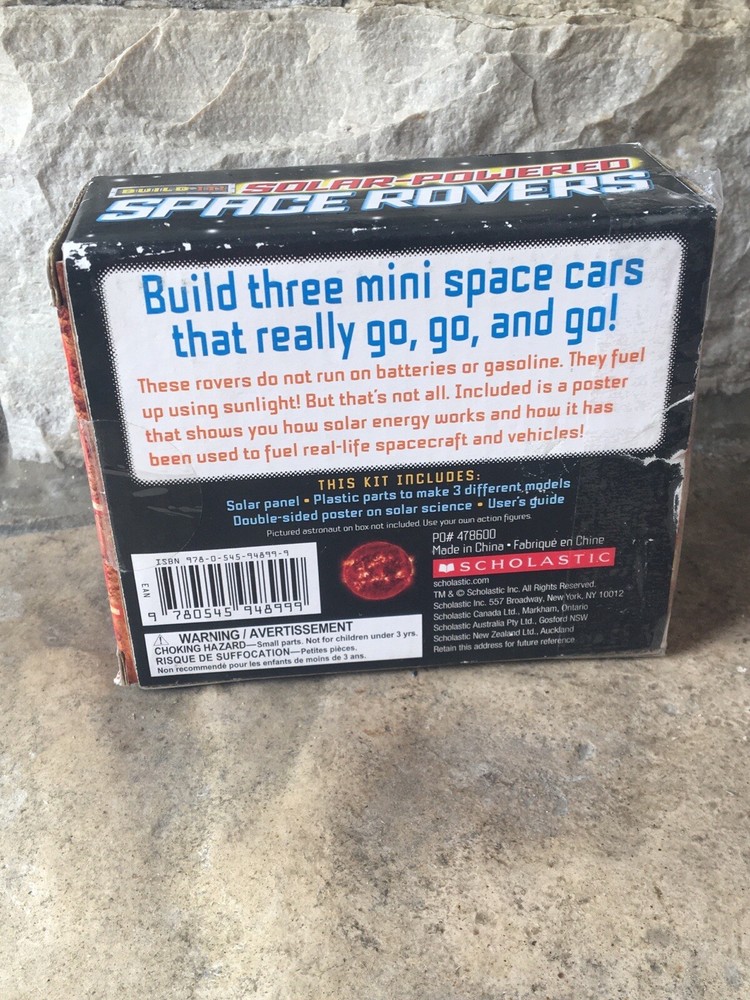 BUILD-IT!
SOLAR-POWERED
SPACE ROVERS
Build three mini space cars
that really go, go, and go!
These rovers do not run on batteries or gasoline. They fuel
up using sunlight! But that's not all. Included is a poster
that shows you how solar energy works and how it has
been used to fuel real-life spacecraft and vehicles!
THIS KIT INCLUDES:
Solar panel • Plastic parts to make 3 different models
Double-sided poster on solar science • User's guide
Pictured astronaut on box not included. Use your own action figures.
ISBN 978-0-545-94899-9
EAN
9 780545 948999
WARNING / AVERTISSEMENT
CHOKING HAZARD—Small parts. Not for children under 3 yrs.
RISQUE DE SUFFOCATION—Petites pièces.
Non recommendé pour les enfants de moins de 3 ans.
PO# 478600
Made in China • Fabriqué en Chine
SCHOLASTIC
scholastic.com
TM & © Scholastic Inc. All Rights Reserved.
Scholastic Inc. 557 Broadway, New York, NY 10012
Scholastic Canada Ltd., Markham, Ontario
Scholastic Australia Pty Ltd., Gosford NSW
Scholastic New Zealand Ltd., Auckland
Retain this address for future reference